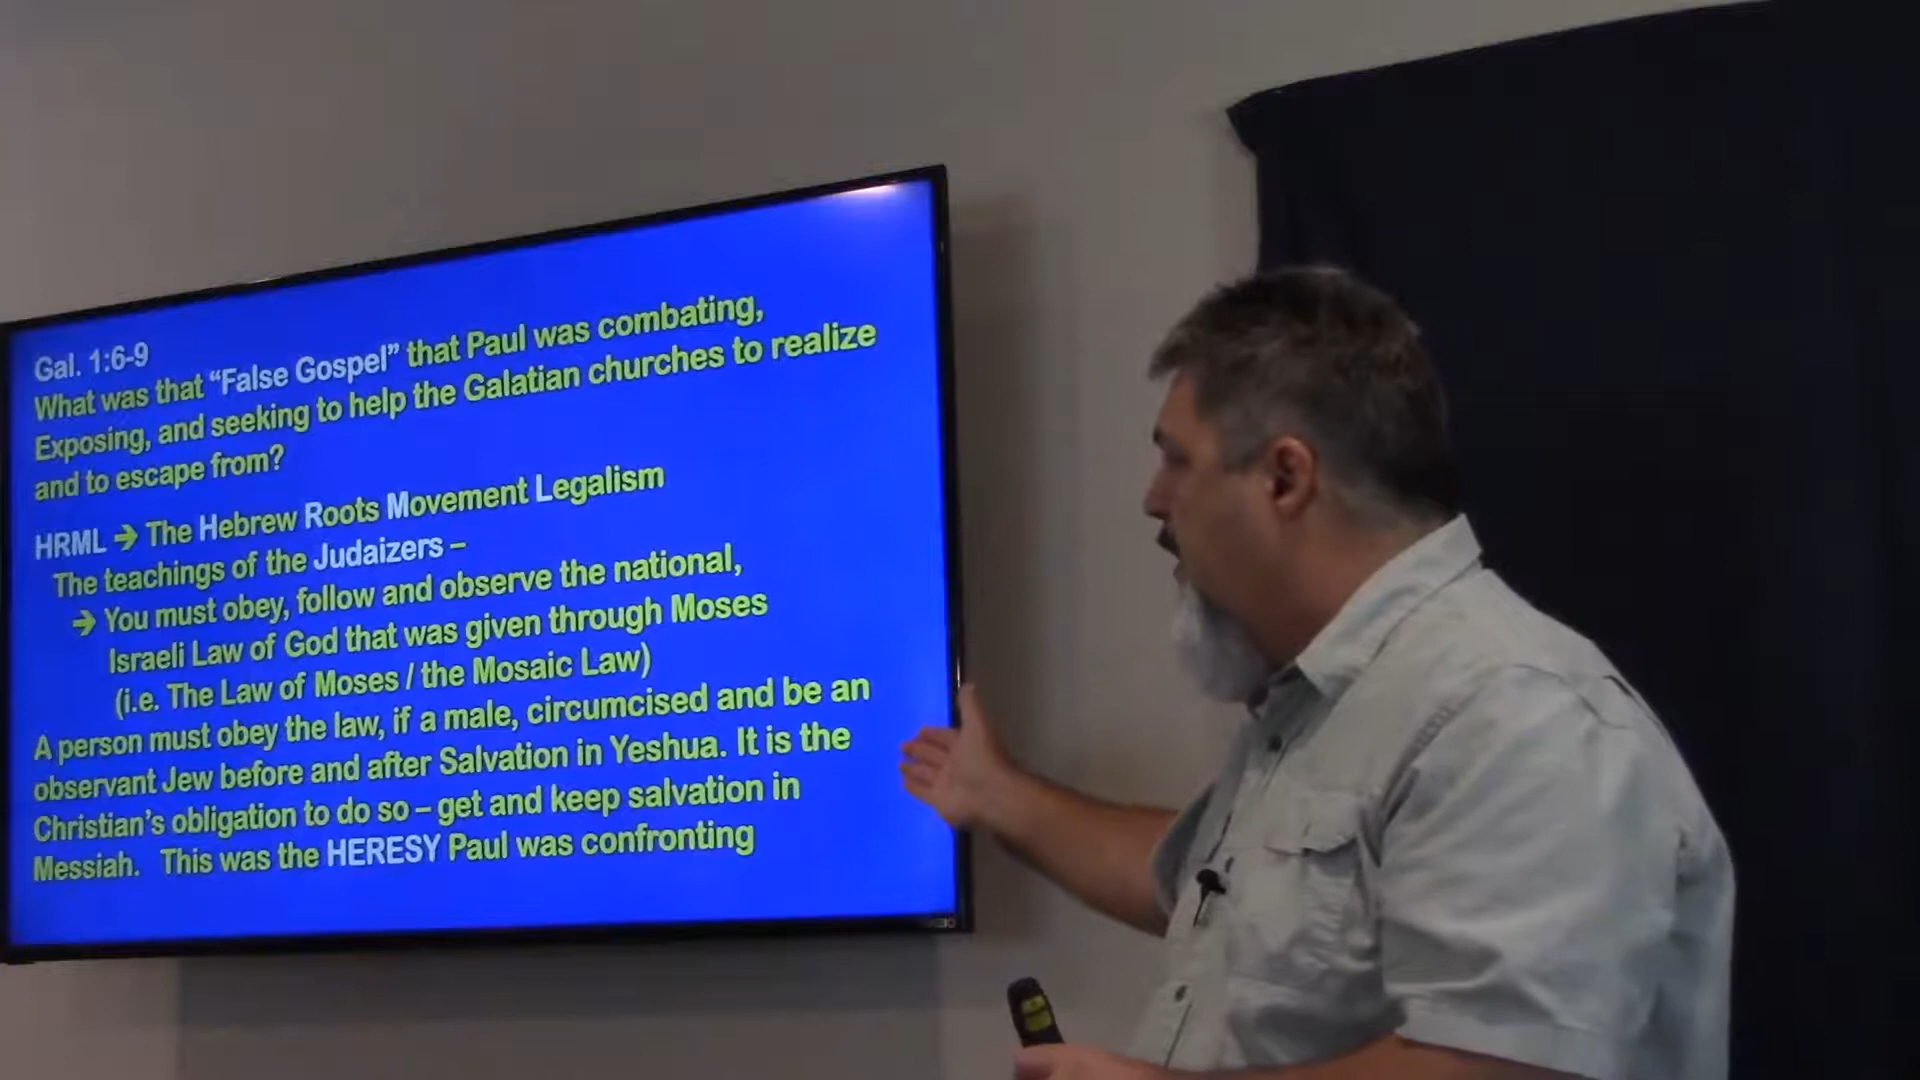 Gal. 1:6-9
What was that “False Gospel” that Paul was combating,
Exposing, and seeking to help the Galatian churches to realize
and to escape from?
HRML ➔ The Hebrew Roots Movement Legalism
The teachings of the Judaizers –
➔ You must obey, follow and observe the national,
Israeli Law of God that was given through Moses
(i.e. The Law of Moses / the Mosaic Law)
A person must obey the law, if a male, circumcised and be an
observant Jew before and after Salvation in Yeshua. It is the
Christian’s obligation to do so – get and keep salvation in
Messiah. This was the HERESY Paul was confronting